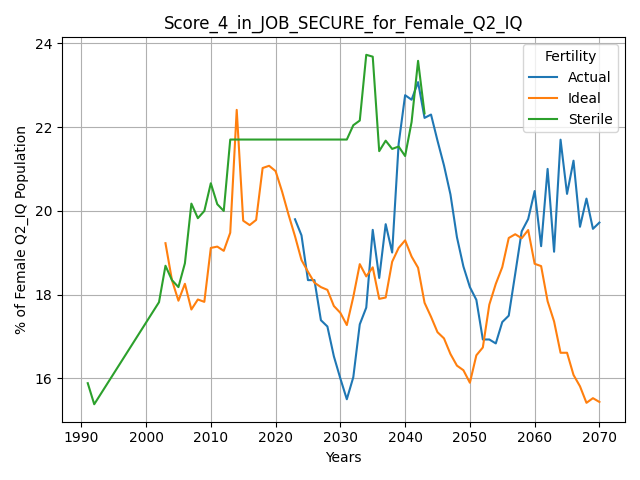 Score_4_in_JOB_SECURE_for_Female_Q2_IQ
Fertility
Actual
Ideal
Sterile
% of Female Q2_IQ Population
24
22
20
18
16
1990
2000
2010
2020
2030
2040
2050
2060
2070
Years